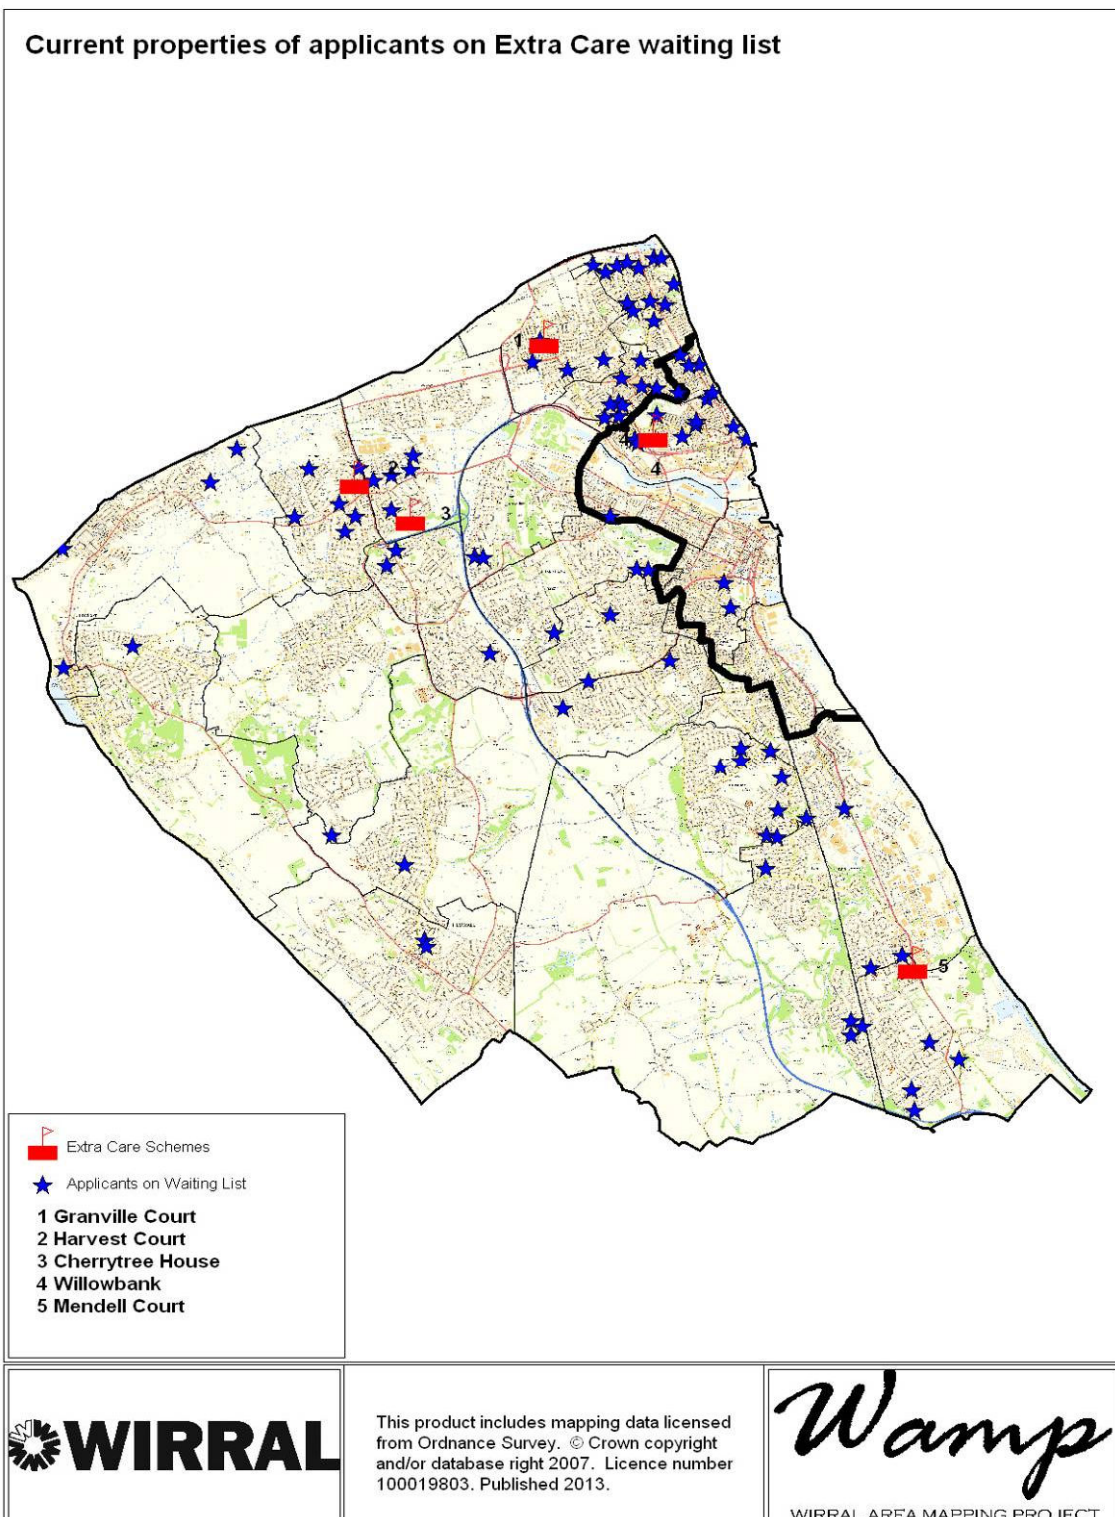 Current properties of applicants on Extra Care waiting list
1
2
3
4
4
5
Extra Care Schemes
Applicants on Waiting List
1 Granville Court
2 Harvest Court
3 Cherrytree House
4 Willowbank
5 Mendell Court
WIRRAL
This product includes mapping data licensed
from Ordnance Survey. © Crown copyright
and/or database right 2007. Licence number
100019803. Published 2013.
Wamp
WIRRAL AREA MAPPING PROJECT